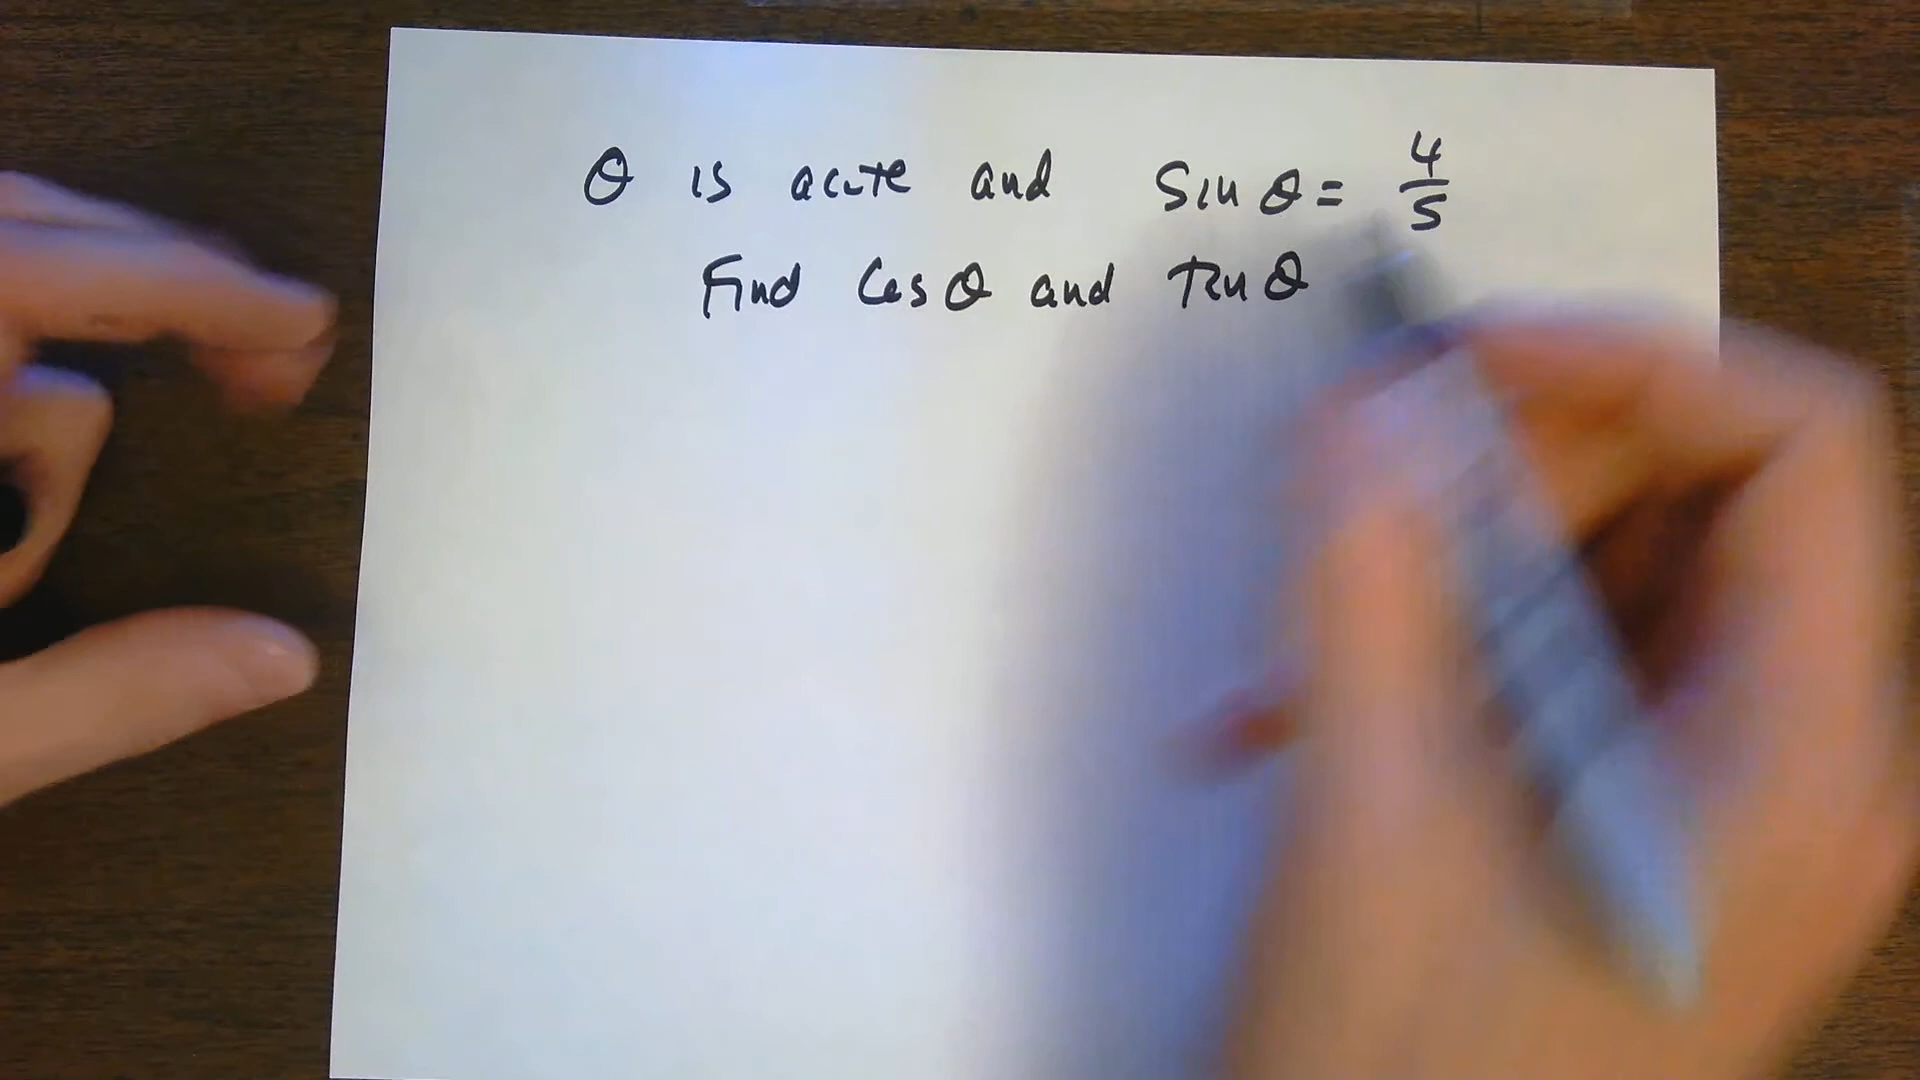 θ is acute and Sin θ = 4/5
Find Cos θ and Tan θ